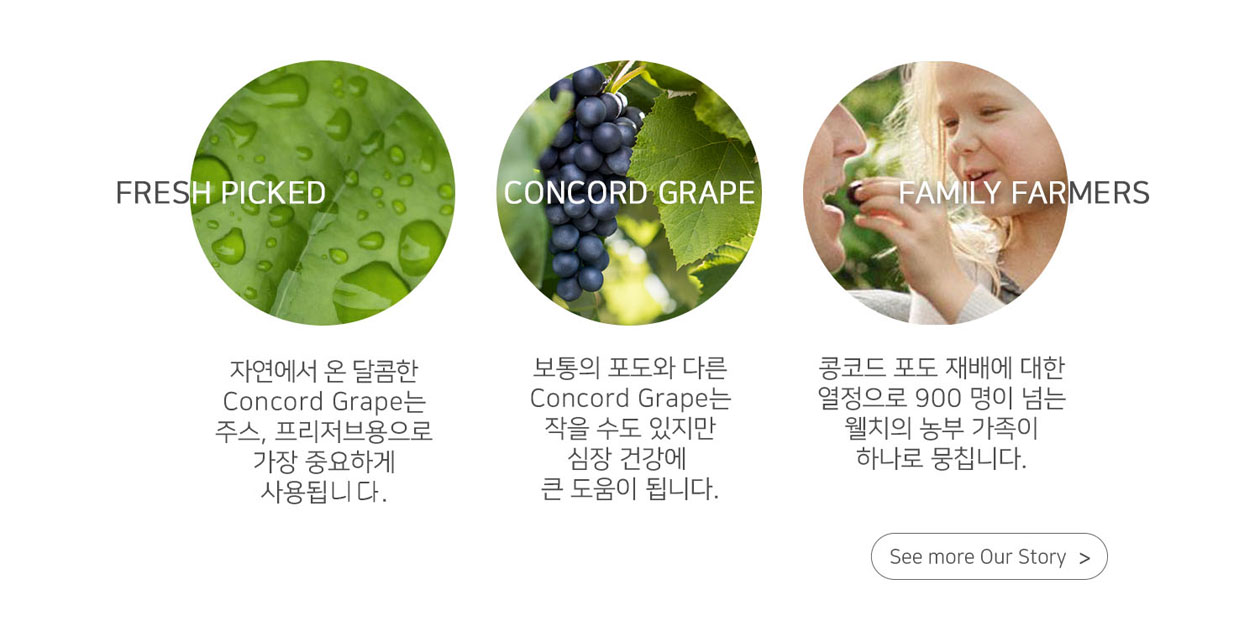 FRESH PICKED
자연에서 온 달콤한
Concord Grape는
주스, 프리저브용으로
가장 중요하게
사용됩니다.
CONCORD GRAPE
보통의 포도와 다른
Concord Grape는
작을 수도 있지만
심장 건강에
큰 도움이 됩니다.
FAMILY FARMERS
콩코드 포도 재배에 대한
열정으로 900 명이 넘는
웰치의 농부 가족이
하나로 뭉칩니다.
See more Our Story >